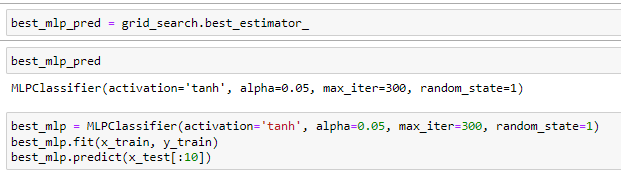 best_mlp_pred = grid_search.best_estimator_
best_mlp_pred
MLPClassifier(activation='tanh', alpha=0.05, max_iter=300, random_state=1)
best_mlp = MLPClassifier(activation='tanh', alpha=0.05, max_iter=300, random_state=1)
best_mlp.fit(x_train, y_train)
best_mlp.predict(x_test[:10])